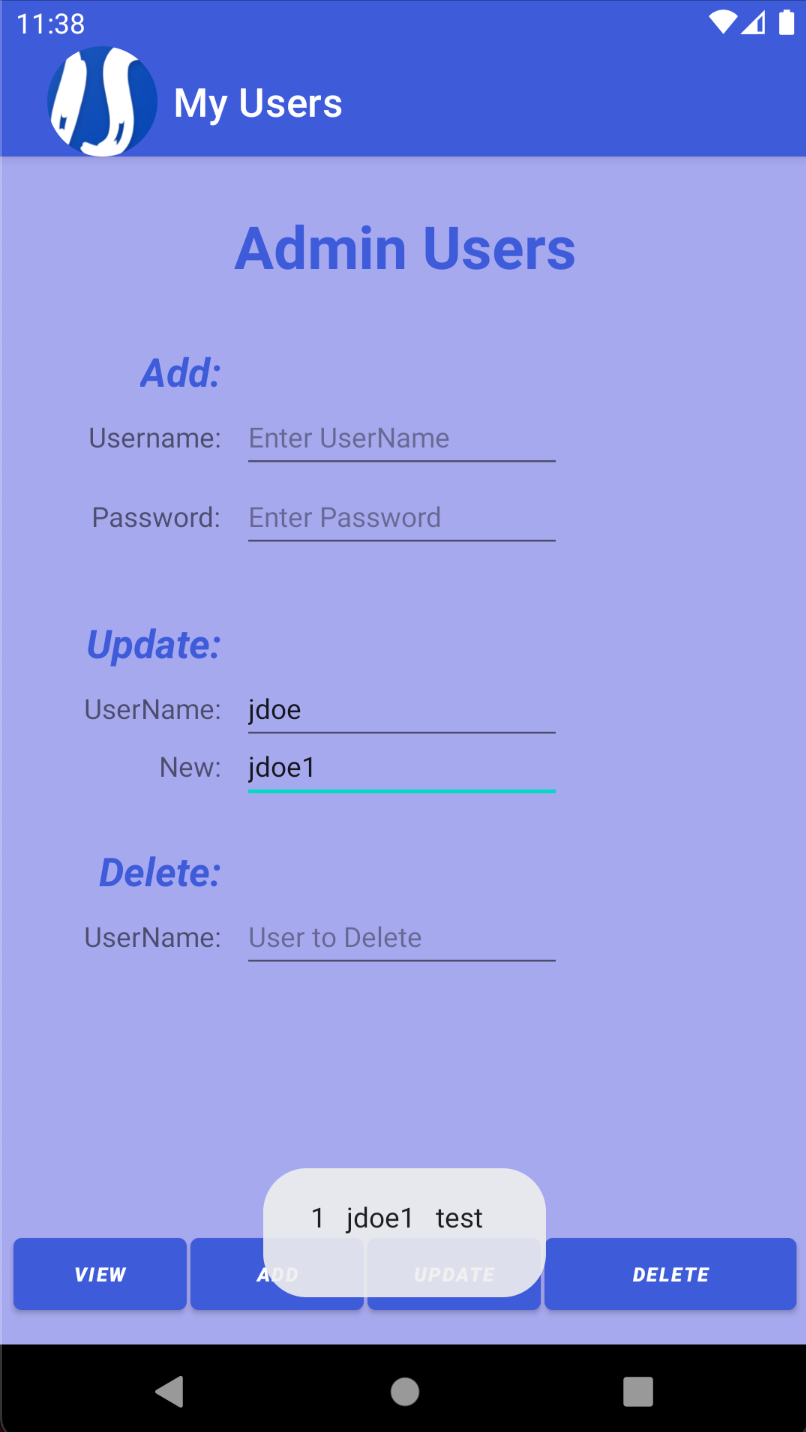 11:38
My Users
Admin Users
Add:
Username: Enter UserName
Password: Enter Password
Update:
UserName: jdoe
New: jdoe1
Delete:
UserName: User to Delete
1 jdoe1 test
VIEW ADD UPDATE DELETE